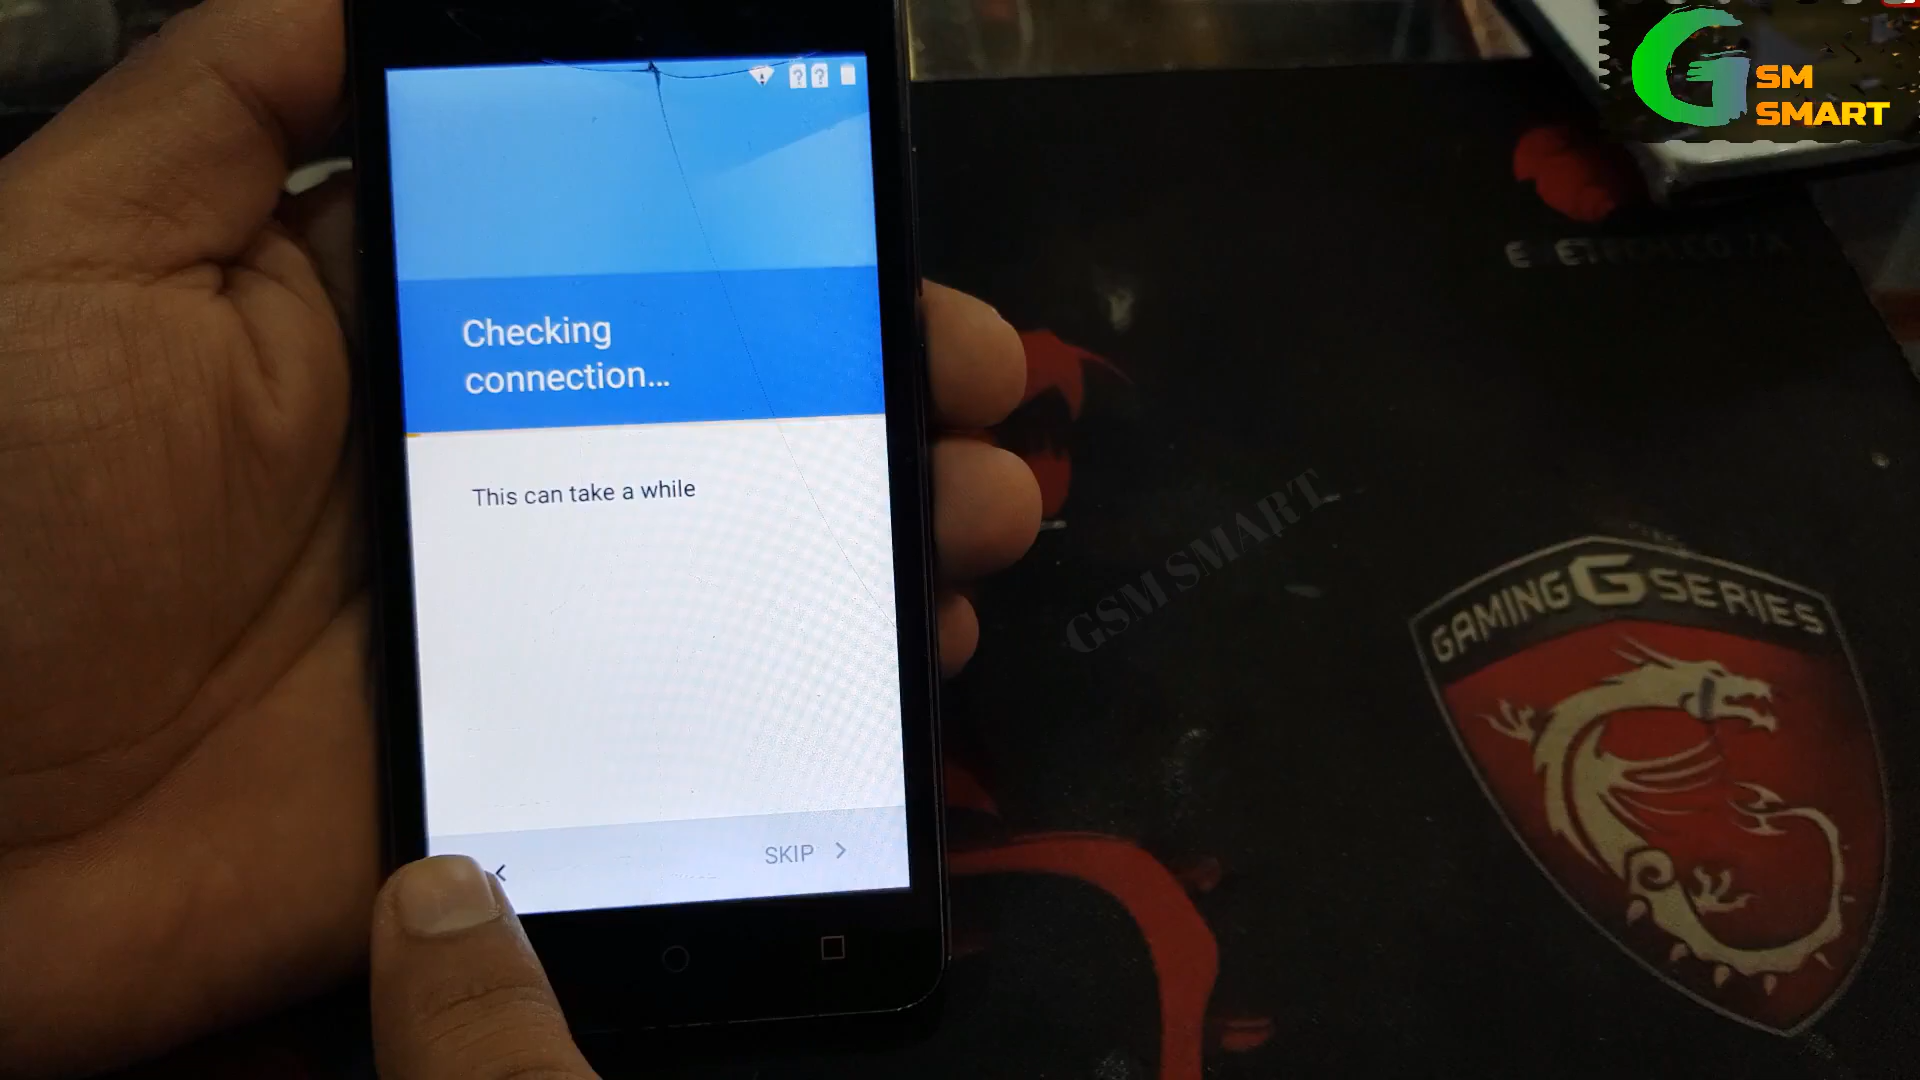 SM
SMART
Checking
connection...
This can take a while
SKIP
GSM SMART
GAMING G SERIES